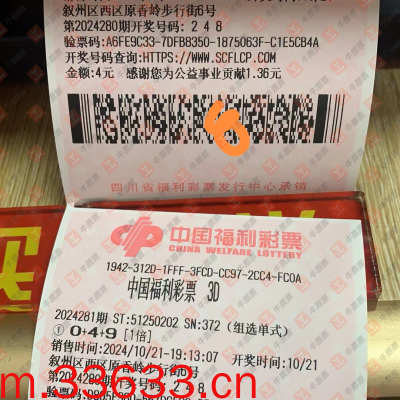 叙州区西区原香岭步行街6号
第2024280期开奖号码: 2 4 8
验票码:A6FE9C33-7DFB8350-1875063F-C1E5CB4A
开奖号码查询:HTTPS://WWW.SCFLCP.COM
金额:4元 感谢您为公益事业贡献1.36元
6
四川省福利彩票发行中心承销
中国福利彩票
CHINA WELFARE LOTTERY
1942-312D-1FFF-3FCD-CC97-2CC4-FC0A
中国福利彩票 3D
2024281期 ST:51250202 SN:372 (组选单式)
① 0+4+9 [1倍]
销售时间:2024/10/21-19:13:07 开奖时间:10/21
叙州区西区原香岭步行街6号
开奖号码: 2 4 8
m.33633.cn